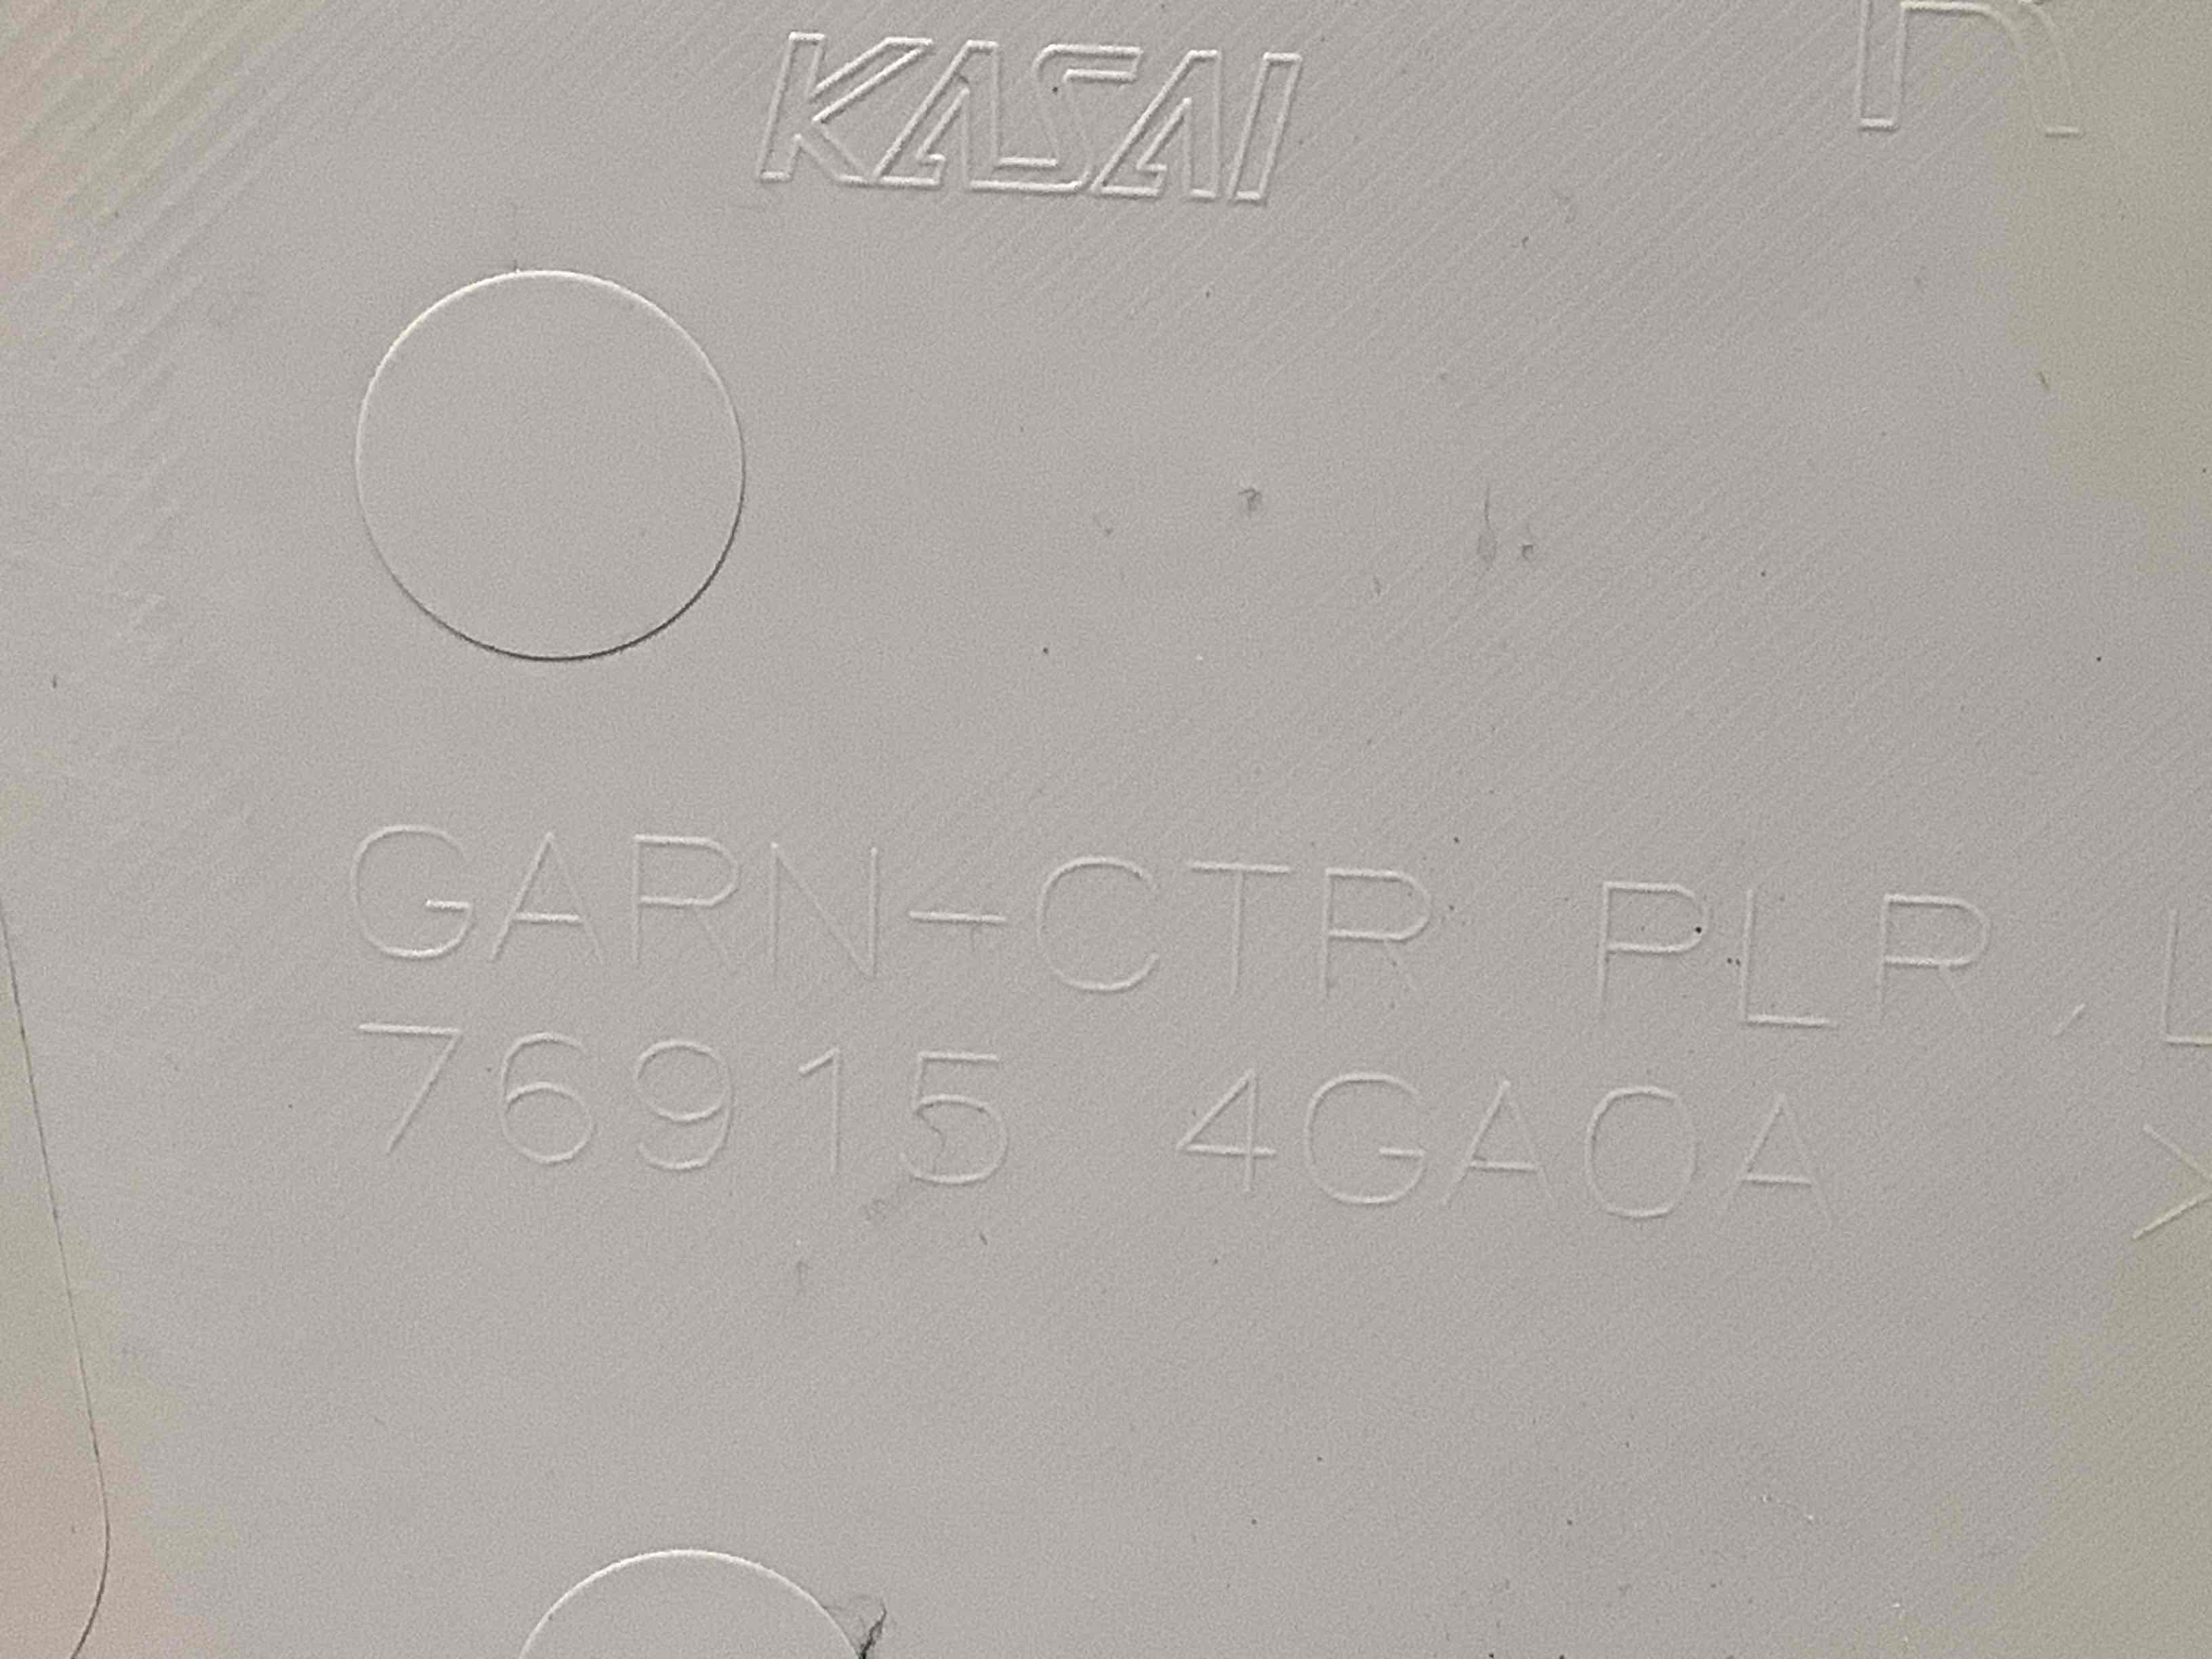 KASAI
R
GARN-CTR PLR, L
76915 4GA0A
>